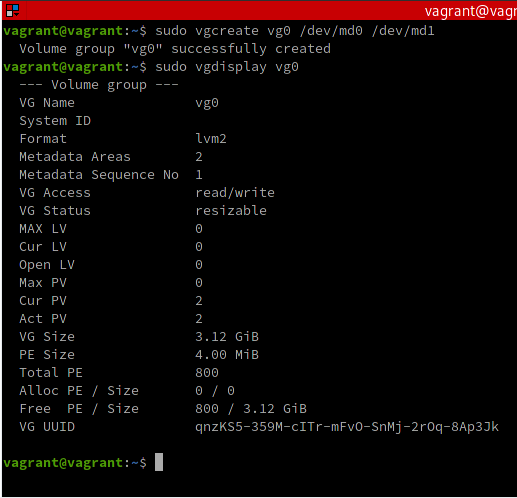 vagrant@va
vagrant@vagrant:~$ sudo vgcreate vg0 /dev/md0 /dev/md1
  Volume group "vg0" successfully created
vagrant@vagrant:~$ sudo vgdisplay vg0
  --- Volume group ---
  VG Name               vg0
  System ID
  Format                lvm2
  Metadata Areas        2
  Metadata Sequence No  1
  VG Access             read/write
  VG Status             resizable
  MAX LV                0
  Cur LV                0
  Open LV               0
  Max PV                0
  Cur PV                2
  Act PV                2
  VG Size               3.12 GiB
  PE Size               4.00 MiB
  Total PE              800
  Alloc PE / Size       0 / 0
  Free  PE / Size       800 / 3.12 GiB
  VG UUID               qnzKS5-359M-cITr-mFvO-SnMj-2rOq-8Ap3Jk
vagrant@vagrant:~$